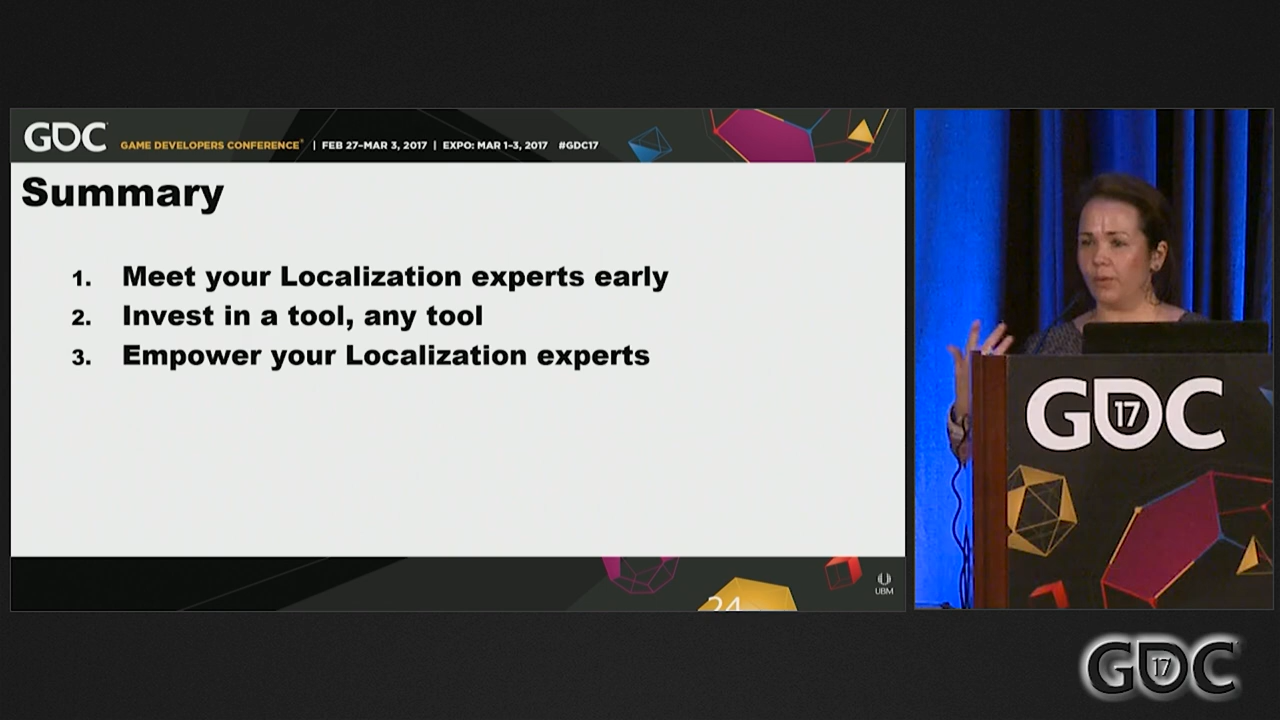 GDC GAME DEVELOPERS CONFERENCE® | FEB 27–MAR 3, 2017 | EXPO: MAR 1–3, 2017 #GDC17
Summary
1. Meet your Localization experts early
2. Invest in a tool, any tool
3. Empower your Localization experts
24
UBM
GDC 17
GDC 17